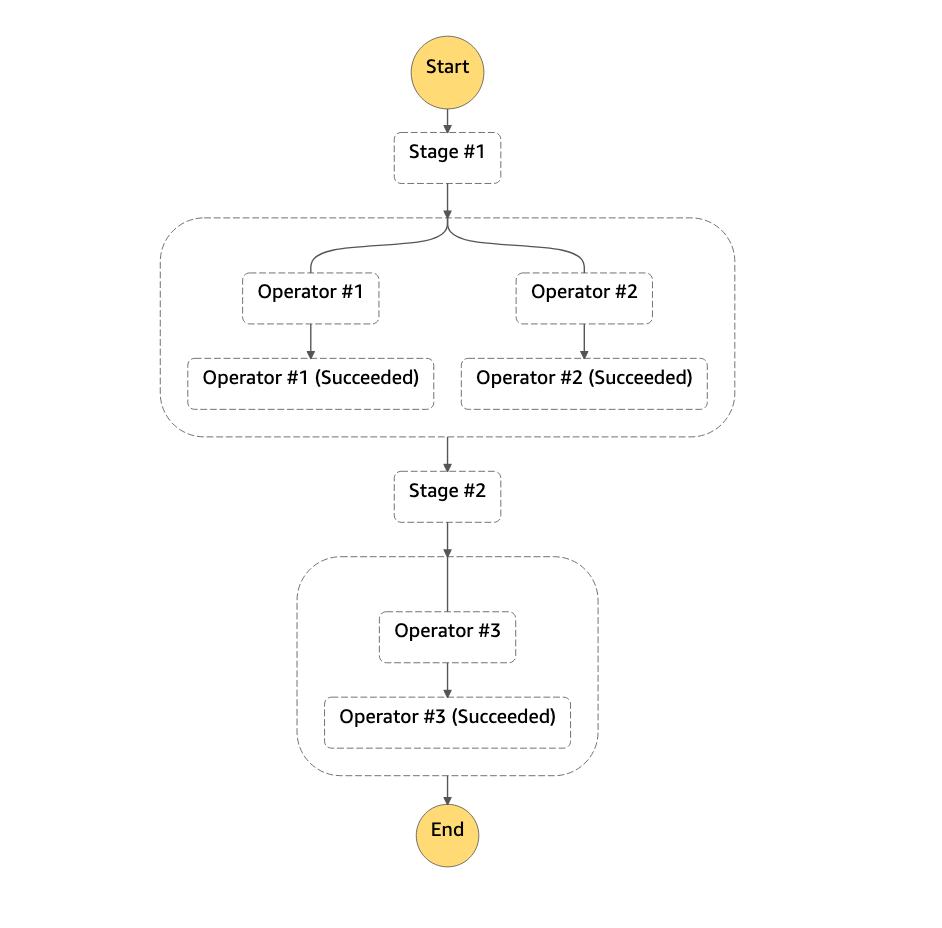 Start
Stage #1
Operator #1
Operator #2
Operator #1 (Succeeded)
Operator #2 (Succeeded)
Stage #2
Operator #3
Operator #3 (Succeeded)
End